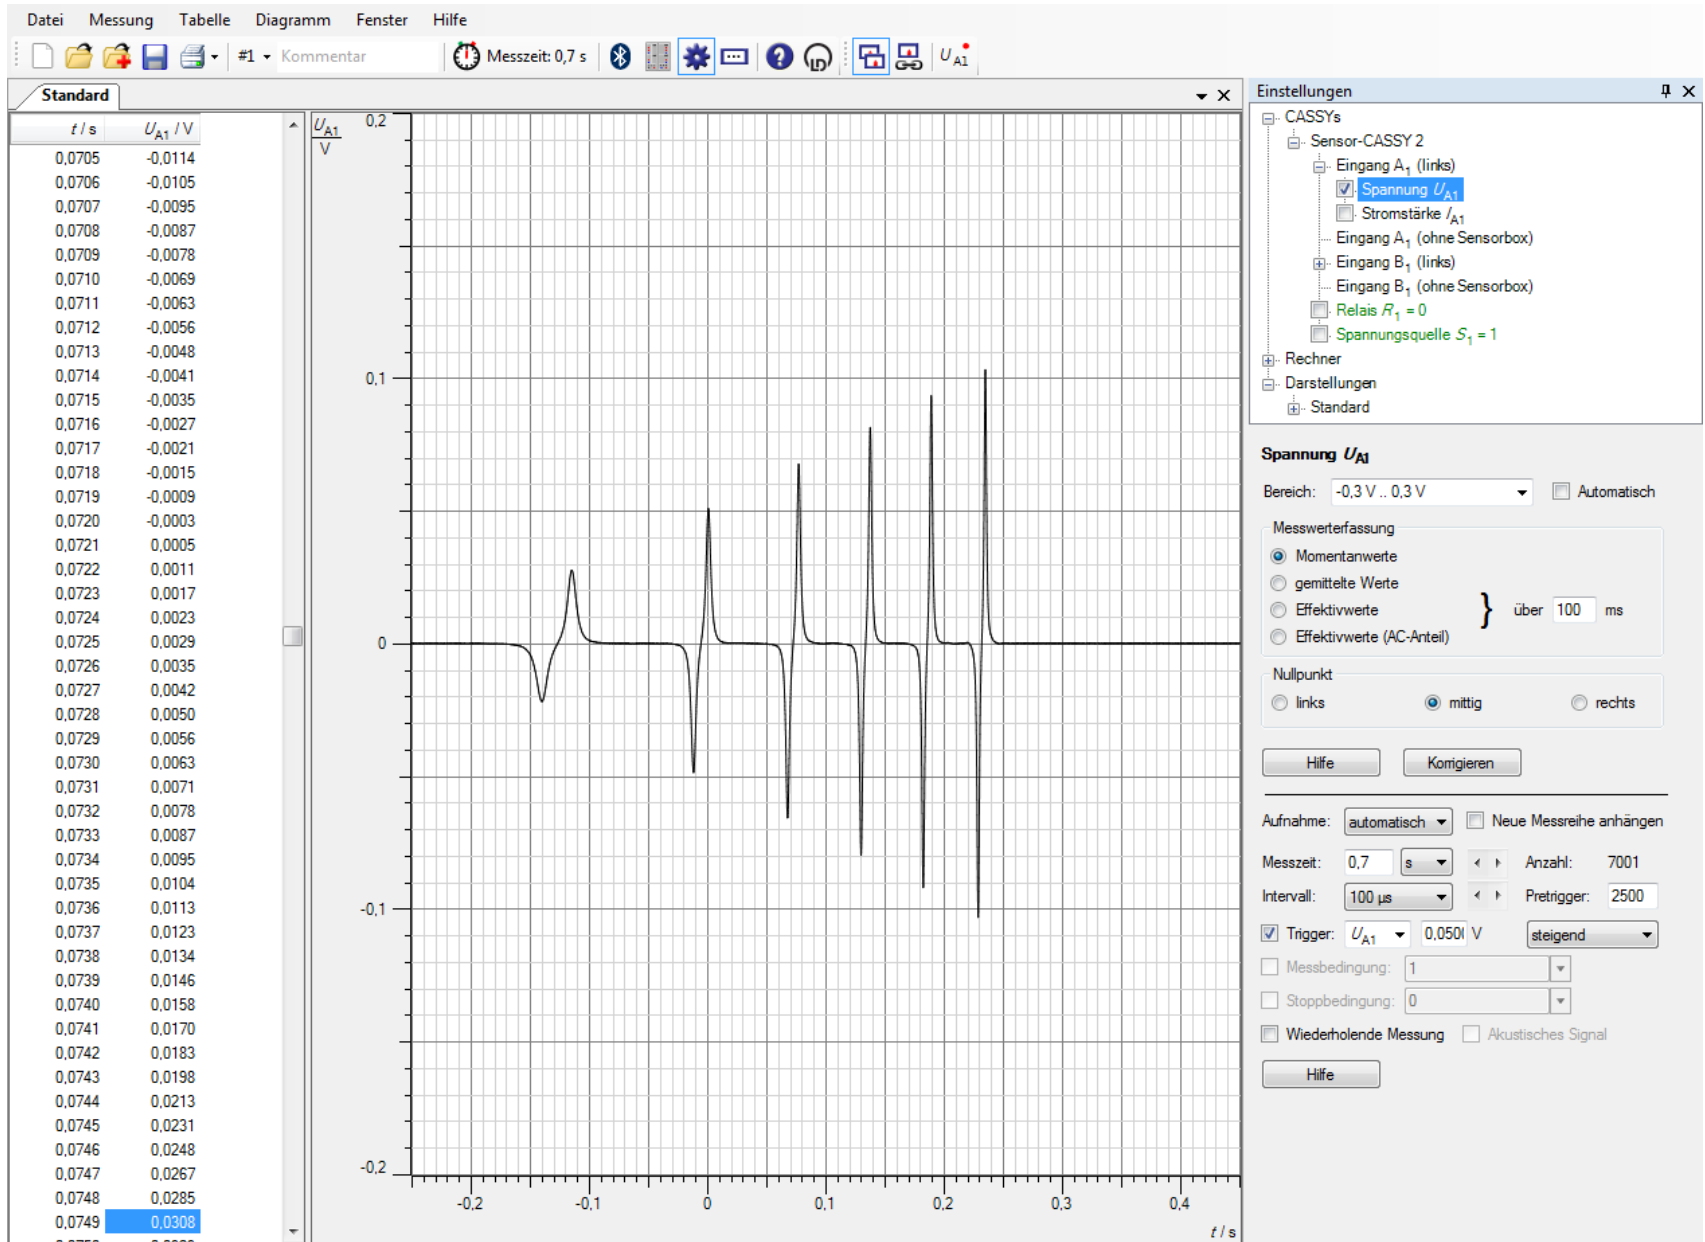 Datei Messung Tabelle Diagramm Fenster Hilfe
#1 Kommentar Messzeit: 0,7 s U A1
Standard
t / s U A1 / V
0,0705 -0,0114
0,0706 -0,0105
0,0707 -0,0095
0,0708 -0,0087
0,0709 -0,0078
0,0710 -0,0069
0,0711 -0,0063
0,0712 -0,0056
0,0713 -0,0048
0,0714 -0,0041
0,0715 -0,0035
0,0716 -0,0027
0,0717 -0,0021
0,0718 -0,0015
0,0719 -0,0009
0,0720 -0,0003
0,0721 0,0005
0,0722 0,0011
0,0723 0,0017
0,0724 0,0023
0,0725 0,0029
0,0726 0,0035
0,0727 0,0042
0,0728 0,0050
0,0729 0,0056
0,0730 0,0063
0,0731 0,0071
0,0732 0,0078
0,0733 0,0087
0,0734 0,0095
0,0735 0,0104
0,0736 0,0113
0,0737 0,0123
0,0738 0,0134
0,0739 0,0146
0,0740 0,0158
0,0741 0,0170
0,0742 0,0183
0,0743 0,0198
0,0744 0,0213
0,0745 0,0231
0,0746 0,0248
0,0747 0,0267
0,0748 0,0285
0,0749 0,0308
U A1
V
0,2
0,1
0
-0,1
-0,2
-0,2 -0,1 0 0,1 0,2 0,3 0,4
t / s
Einstellungen
CASSYs
Sensor-CASSY 2
Eingang A1 (links)
Spannung UA1
Stromstärke IA1
Eingang A1 (ohne Sensorbox)
Eingang B1 (links)
Eingang B1 (ohne Sensorbox)
Relais R1 = 0
Spannungsquelle S1 = 1
Rechner
Darstellungen
Standard
Spannung UA1
Bereich: -0,3 V .. 0,3 V Automatisch
Messwerterfassung
Momentanwerte
gemittelte Werte
Effektivwerte } über 100 ms
Effektivwerte (AC-Anteil)
Nullpunkt
links mittig rechts
Hilfe Korrigieren
Aufnahme: automatisch Neue Messreihe anhängen
Messzeit: 0,7 s Anzahl: 7001
Intervall: 100 µs Pretrigger: 2500
Trigger: UA1 0,050 V steigend
Messbedingung: 1
Stoppbedingung: 0
Wiederholende Messung Akustisches Signal
Hilfe